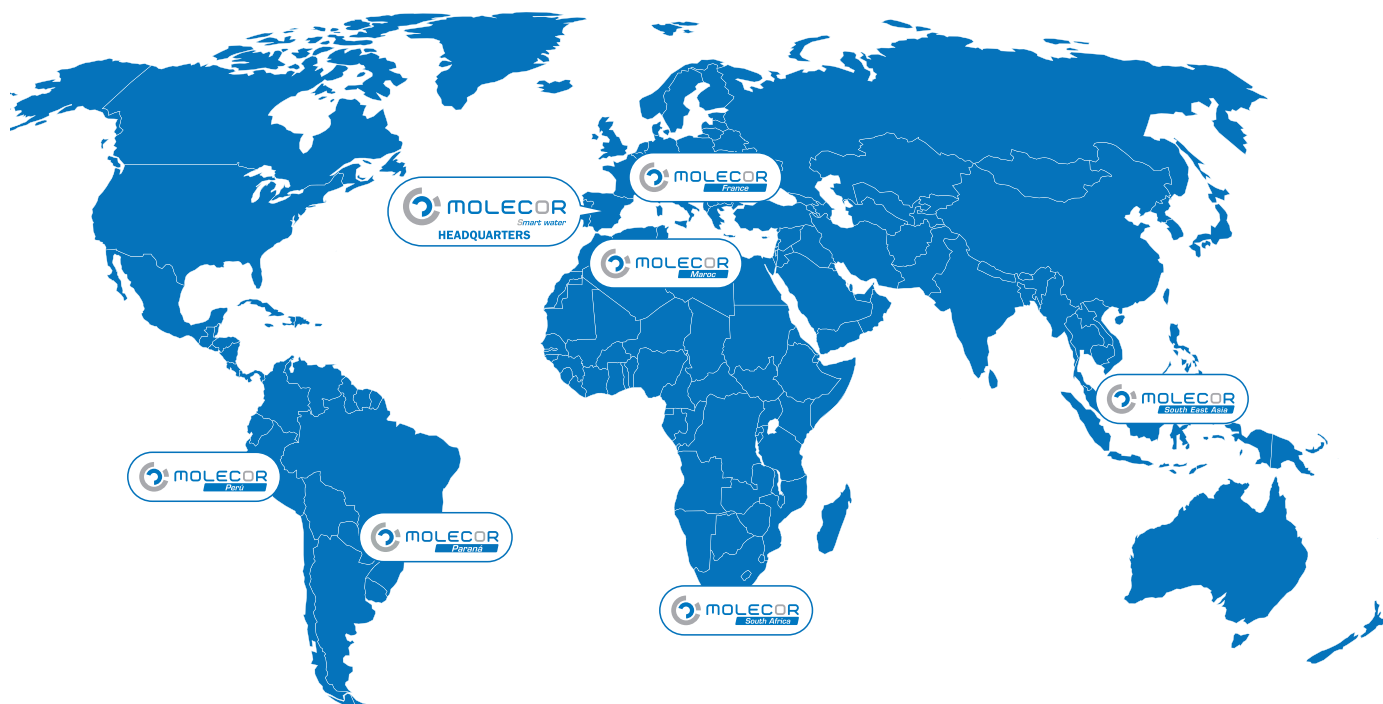 MOLECOR
France
MOLECOR
Smart water
HEADQUARTERS
MOLECOR
Maroc
MOLECOR
South East Asia
MOLECOR
Perú
MOLECOR
Paraná
MOLECOR
South Africa